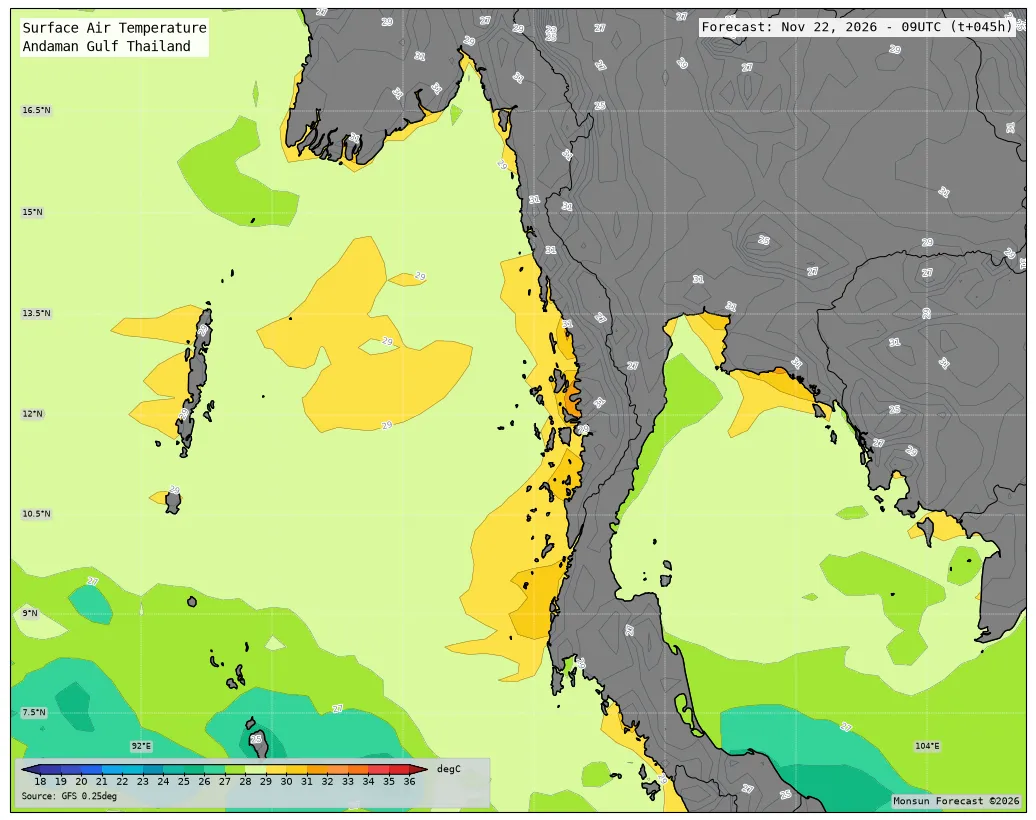 Surface Air Temperature
Andaman Gulf Thailand
Forecast: Nov 22, 2026 - 09UTC (t+045h)
16.5°N
15°N
13.5°N
12°N
10.5°N
9°N
7.5°N
92°E
104°E
18 19 20 21 22 23 24 25 26 27 28 29 30 31 32 33 34 35 36
degC
Source: GFS 0.25deg
Monsun Forecast ©2026